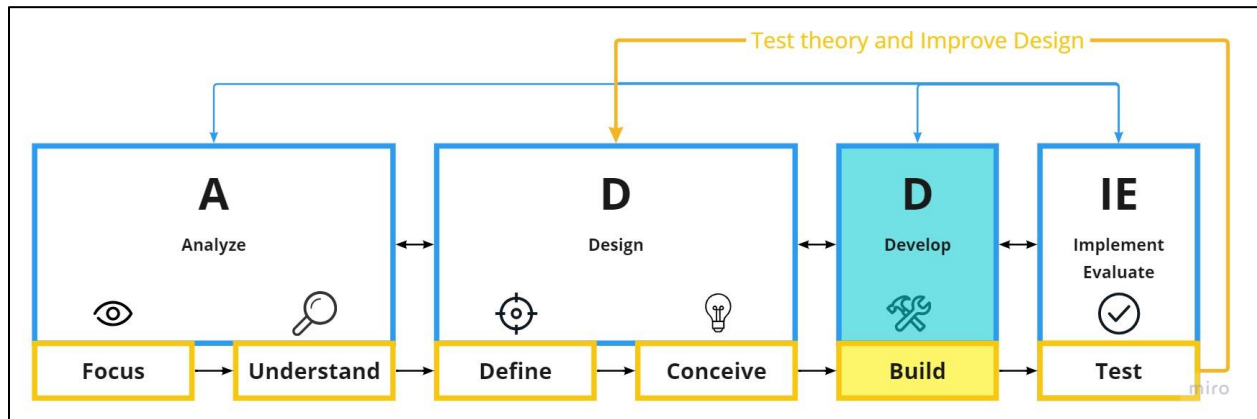 Test theory and Improve Design
A
D
D
IE
Analyze
Design
Develop
Implement
Evaluate
Focus
Understand
Define
Conceive
Build
Test
miro